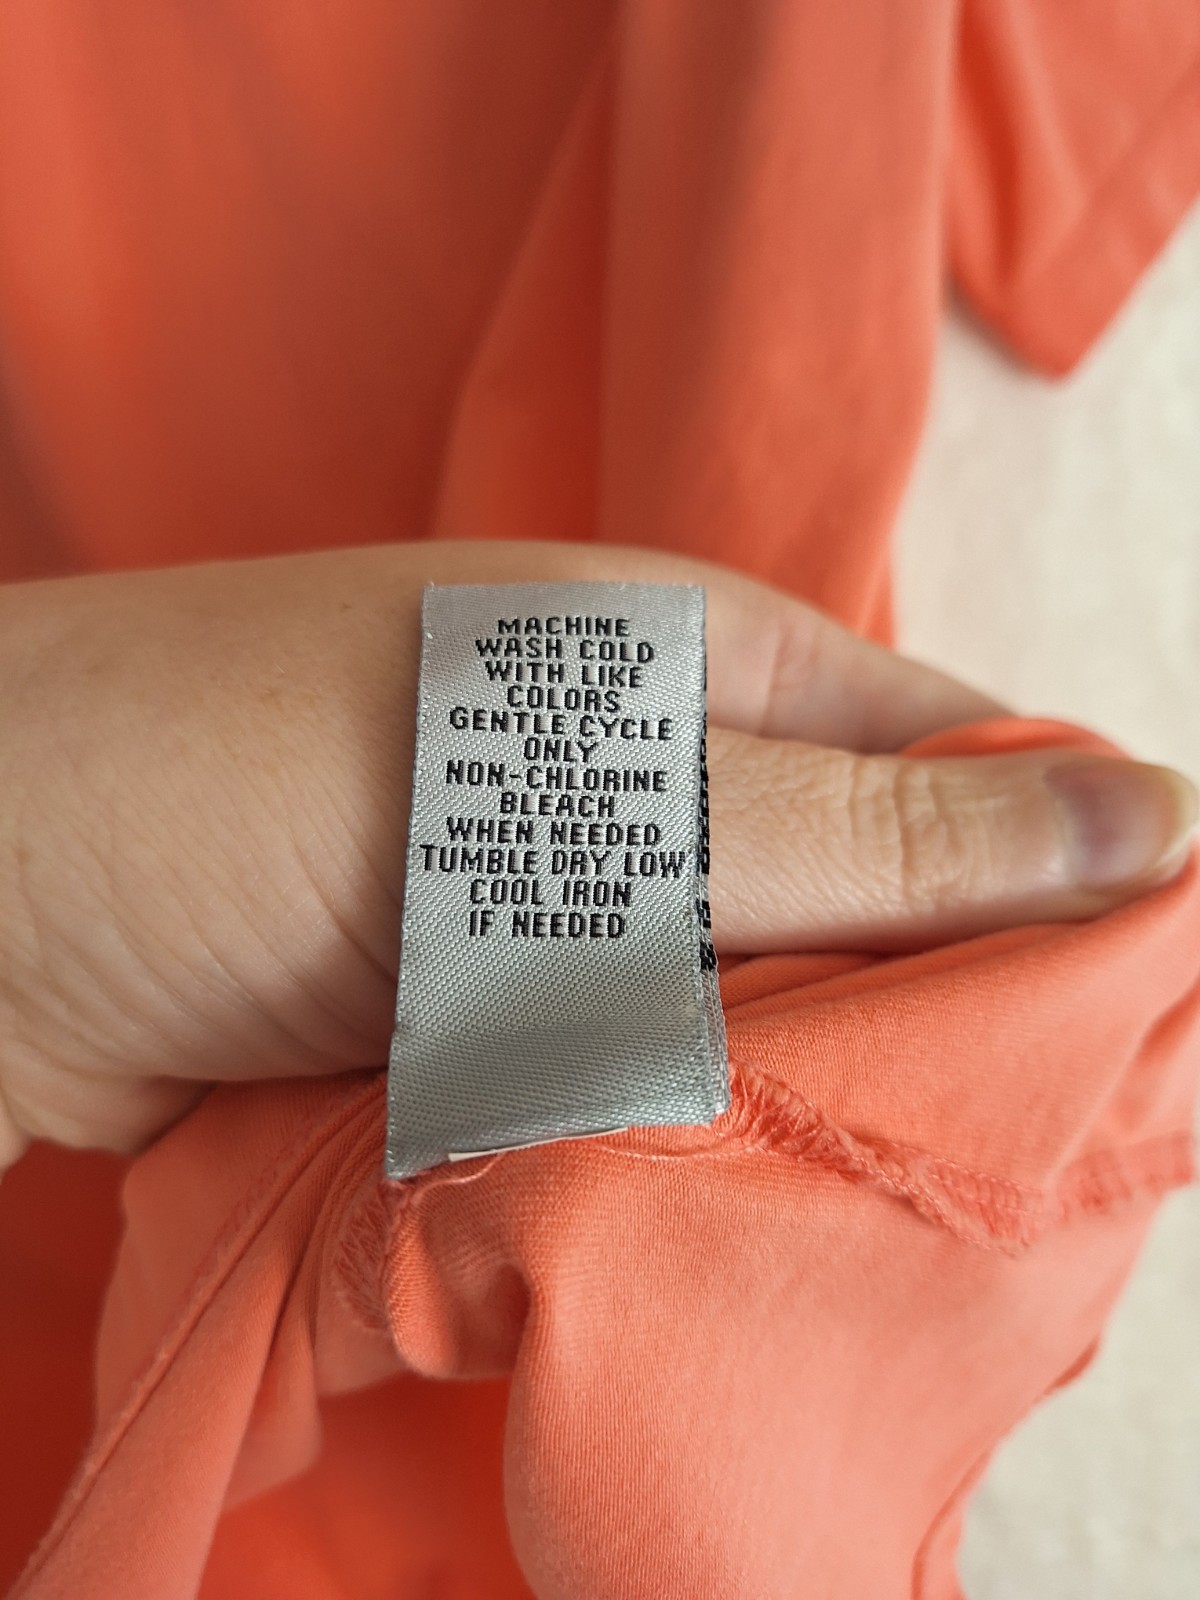 MACHINE
WASH COLD
WITH LIKE
COLORS
GENTLE CYCLE
ONLY
NON-CHLORINE
BLEACH
WHEN NEEDED
TUMBLE DRY LOW
COOL IRON
IF NEEDED